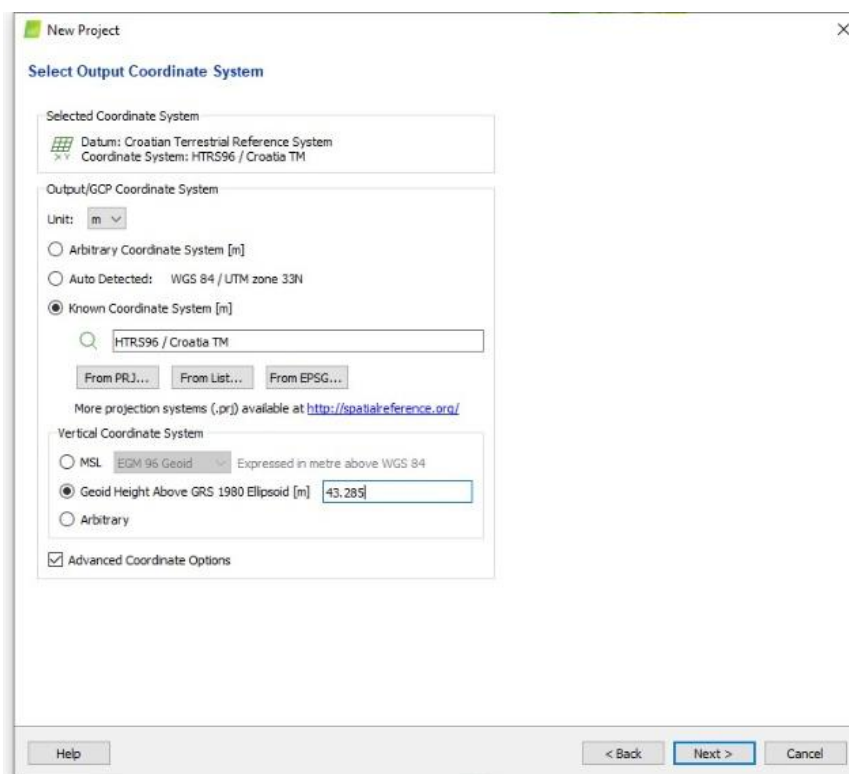 New Project
Select Output Coordinate System
Selected Coordinate System
Datum: Croatian Terrestrial Reference System
Coordinate System: HTRS96 / Croatia TM
Output/GCP Coordinate System
Unit: m
Arbitrary Coordinate System [m]
Auto Detected: WGS 84 / UTM zone 33N
Known Coordinate System [m]
HTRS96 / Croatia TM
From PRJ... From List... From EPSG...
More projection systems (.prj) available at http://spatialreference.org/
Vertical Coordinate System
MSL EGM 96 Geoid Expressed in metre above WGS 84
Geoid Height Above GRS 1980 Ellipsoid [m] 43.285
Arbitrary
Advanced Coordinate Options
Help < Back Next > Cancel